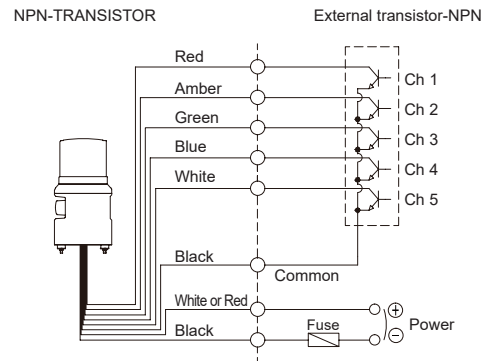 NPN-TRANSISTOR
External transistor-NPN
Red
Ch 1
Amber
Ch 2
Green
Ch 3
Blue
Ch 4
White
Ch 5
Black
Common
White or Red
+
Black
Fuse
−
Power